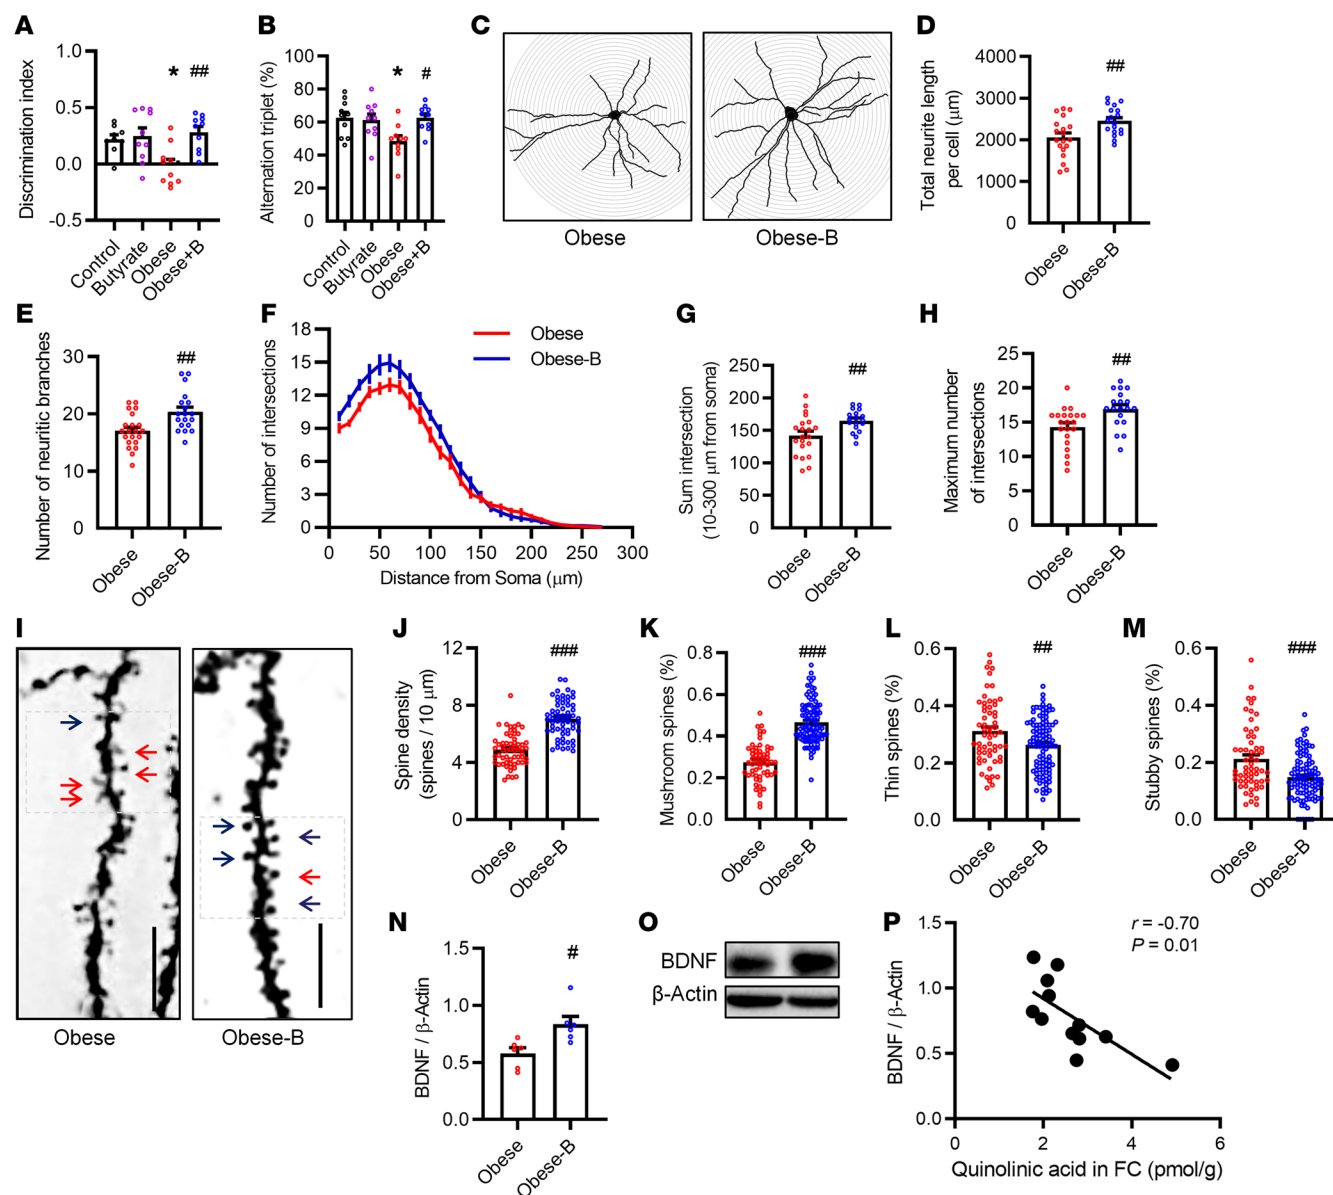 A
Discrimination index
1.0
0.5
0.0
-0.5
*
##
Control
Butyrate
Obese
Obese+B
B
Alternation triplet (%)
100
80
60
40
20
0
*
#
Control
Butyrate
Obese
Obese+B
C
Obese
Obese-B
D
Total neurite length
per cell (μm)
4000
3000
2000
1000
0
##
Obese
Obese-B
E
Number of neuritic branches
30
20
10
0
##
Obese
Obese-B
F
Number of intersections
18
15
12
9
6
3
0
Obese
Obese-B
0 50 100 150 200 250 300
Distance from Soma (μm)
G
Sum intersection
(10-300 μm from soma)
250
200
150
100
50
0
##
Obese
Obese-B
H
Maximum number
of intersections
25
20
15
10
5
0
##
Obese
Obese-B
I
Obese
Obese-B
J
Spine density
(spines / 10 μm)
12
8
4
0
###
Obese
Obese-B
K
Mushroom spines (%)
0.8
0.6
0.4
0.2
0.0
###
Obese
Obese-B
L
Thin spines (%)
0.6
0.4
0.2
0.0
##
Obese
Obese-B
M
Stubby spines (%)
0.6
0.4
0.2
0.0
###
Obese
Obese-B
N
BDNF / β-Actin
1.5
1.0
0.5
0.0
#
Obese
Obese-B
O
BDNF
β-Actin
P
BDNF / β-Actin
1.5
1.0
0.5
0.0
r = -0.70
P = 0.01
0 2 4 6
Quinolinic acid in FC (pmol/g)